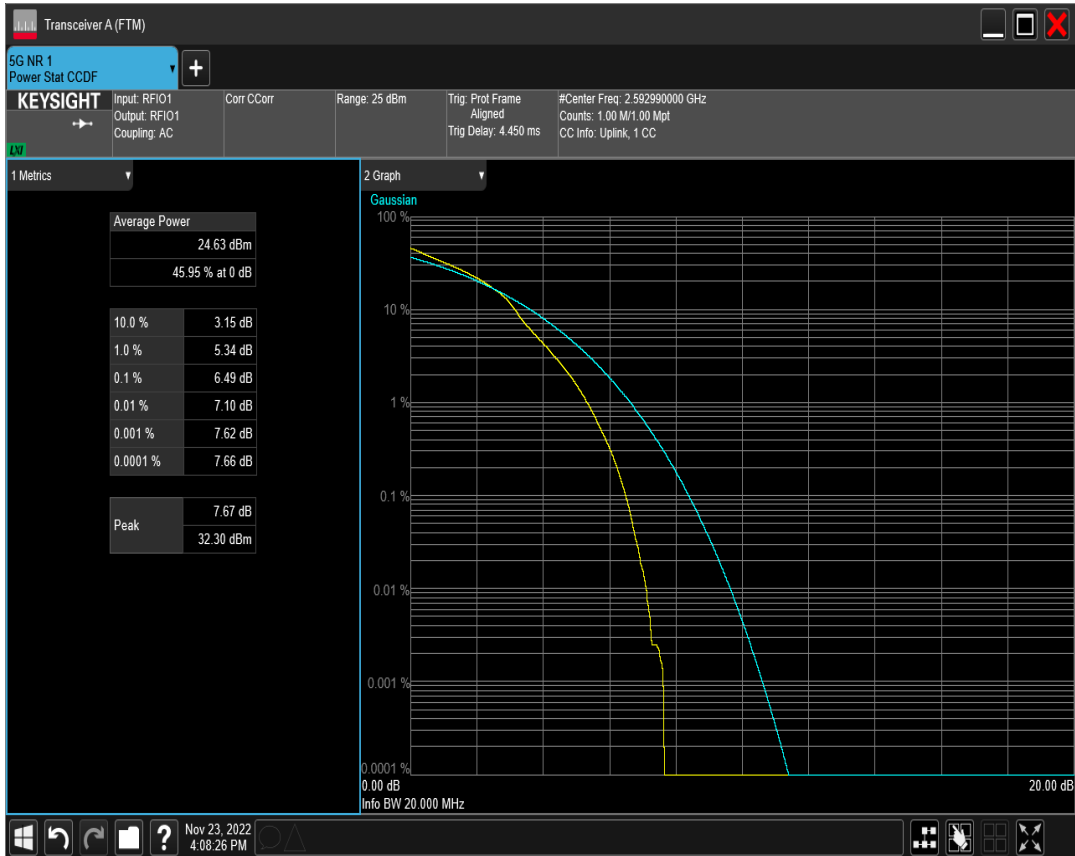 Transceiver A (FTM)
5G NR 1
Power Stat CCDF
+
KEYSIGHT
LXI
Input: RFIO1
Output: RFIO1
Coupling: AC
Corr CCorr
Range: 25 dBm
Trig: Prot Frame
Aligned
Trig Delay: 4.450 ms
#Center Freq: 2.592990000 GHz
Counts: 1.00 M/1.00 Mpt
CC Info: Uplink, 1 CC
1 Metrics
Average Power
24.63 dBm
45.95 % at 0 dB
10.0 % 3.15 dB
1.0 % 5.34 dB
0.1 % 6.49 dB
0.01 % 7.10 dB
0.001 % 7.62 dB
0.0001 % 7.66 dB
Peak
7.67 dB
32.30 dBm
2 Graph
Gaussian
100 %
10 %
1 %
0.1 %
0.01 %
0.001 %
0.0001 %
0.00 dB 20.00 dB
Info BW 20.000 MHz
?
Nov 23, 2022
4:08:26 PM